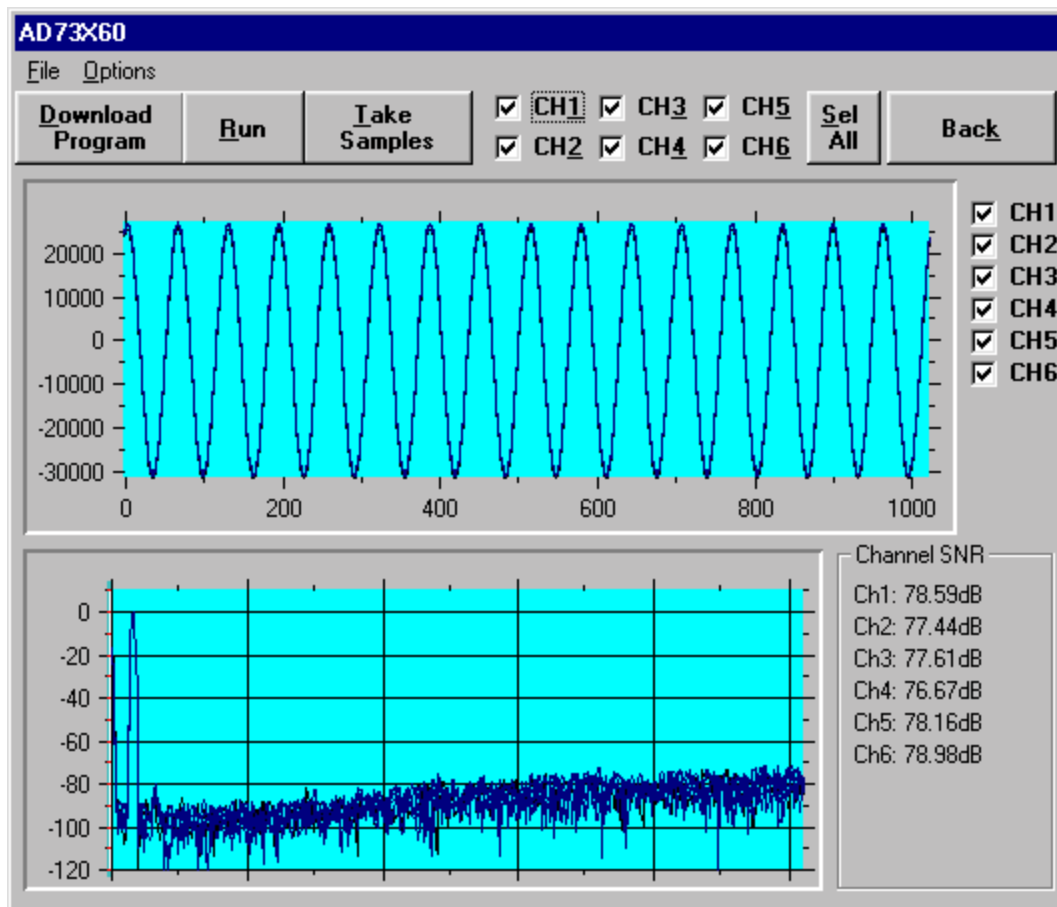 AD73X60
File Options
Download Program
Run
Take Samples
CH1 CH3 CH5
CH2 CH4 CH6
Sel All
Back
CH1
CH2
CH3
CH4
CH5
CH6
20000
10000
0
-10000
-20000
-30000
0 200 400 600 800 1000
0
-20
-40
-60
-80
-100
-120
Channel SNR
Ch1: 78.59dB
Ch2: 77.44dB
Ch3: 77.61dB
Ch4: 76.67dB
Ch5: 78.16dB
Ch6: 78.98dB